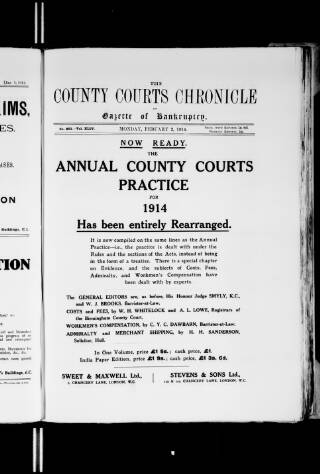 Dec. 1, 1913.
IMS,
ES.
ASES.
ON
Buildings, W.C.
TION
's Buildings, W.C.
THE
COUNTY COURTS CHRONICLE
Gazette of Bankruptcy.
MONDAY, FEBRUARY 2, 1914.
NOW READY.
THE
ANNUAL COUNTY COURTS
PRACTICE
FOR
1914
Has been entirely Rearranged.
It is now compiled on the same lines as the Annual
Practice—i.e., the practice is dealt with under the
Rules and the sections of the Acts, instead of being
in the form of a treatise. There is a special chapter
on Evidence, and the subjects of Costs, Fees,
Admiralty, and Workmen's Compensation have
been dealt with by experts.
The GENERAL EDITORS are, as before, His Honour Judge SMYLY, K.C.,
and W. J. BROOKS, Barrister-at-Law.
COSTS and FEES, by W. H. WHITELOCK and A. L. LOWE, Registrars of
the Birmingham County Court.
WORKMEN'S COMPENSATION, by C. T. C. DAWBARN, Barrister-at-Law.
ADMIRALTY and MERCHANT SHIPPING, by H. H. SANDERSON,
Solicitor, Hull.
In One Volume, price £1 5s.; cash price, £1.
India Paper Edition, price £1 8s.; cash price, £1 2s. 6d.
SWEET & MAXWELL Ltd.,
3 CHANCERY LANE, LONDON, W.C.
STEVENS & SONS Ltd.,
119 & 120 CHANCERY LANE, LONDON, W.C.